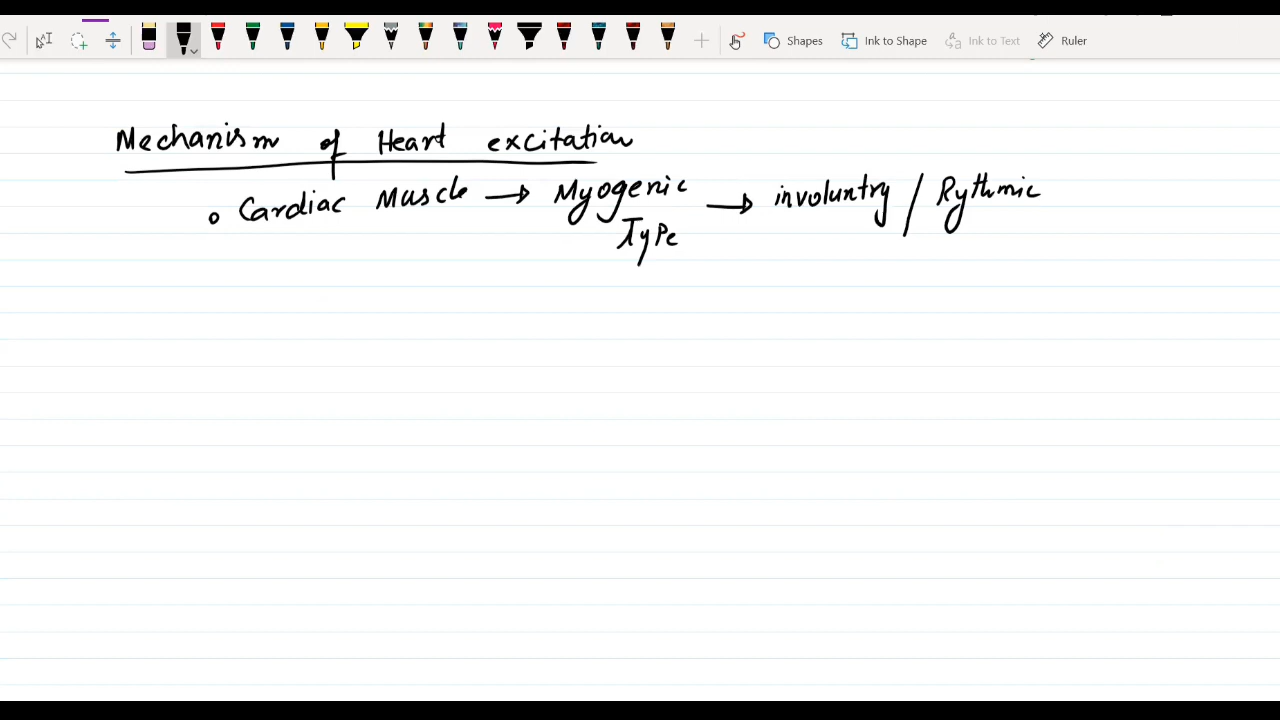 Shapes Ink to Shape Ink to Text Ruler
Mechanism of Heart excitation
Cardiac Muscle → Myogenic → involuntry / Rythmic
Type